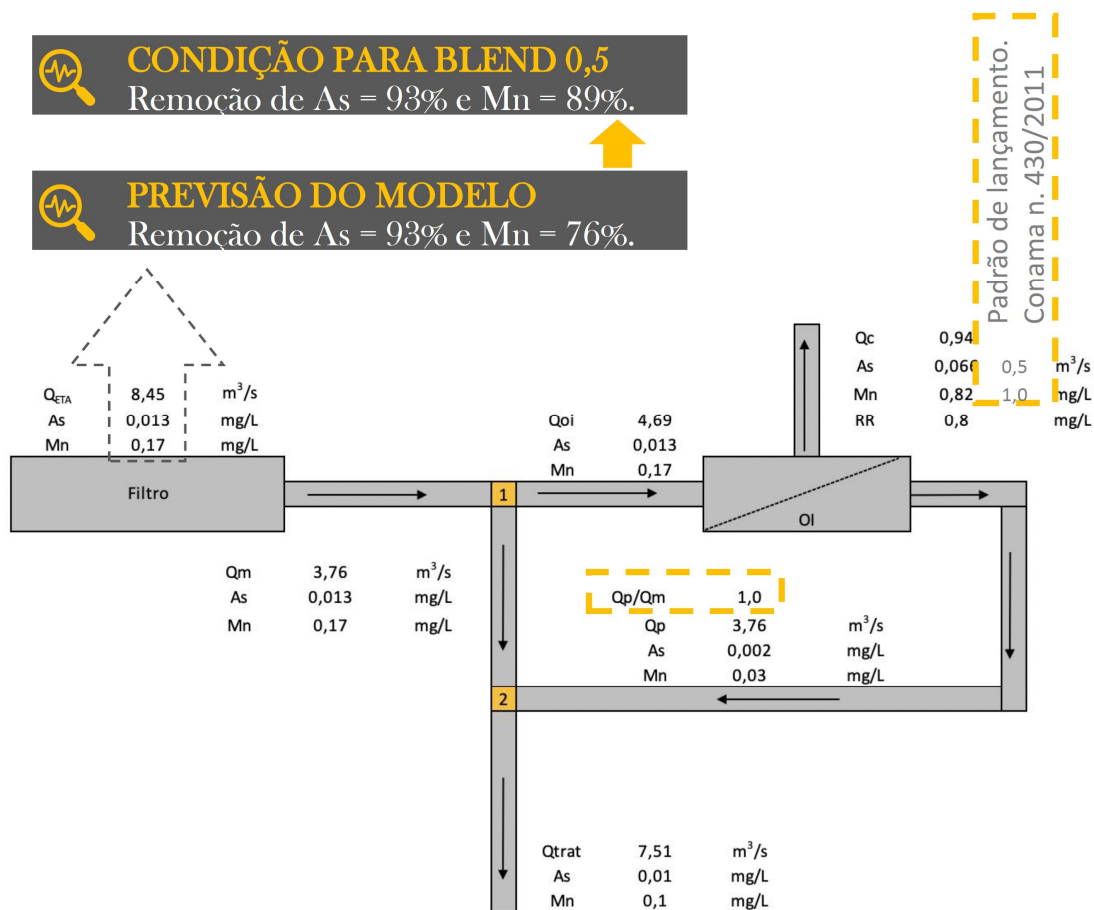 CONDIÇÃO PARA BLEND 0,5
Remoção de As = 93% e Mn = 89%.
PREVISÃO DO MODELO
Remoção de As = 93% e Mn = 76%.
Padrão de lançamento.
Conama n. 430/2011
QETA 8,45 m³/s
As 0,013 mg/L
Mn 0,17 mg/L
Qc 0,94
As 0,066 0,5 m³/s
Mn 0,82 1,0 mg/L
RR 0,8 mg/L
Qoi 4,69
As 0,013
Mn 0,17
Filtro
1
OI
Qm 3,76 m³/s
As 0,013 mg/L
Mn 0,17 mg/L
Qp/Qm 1,0
Qp 3,76 m³/s
As 0,002 mg/L
Mn 0,03 mg/L
2
Qtrat 7,51 m³/s
As 0,01 mg/L
Mn 0,1 mg/L